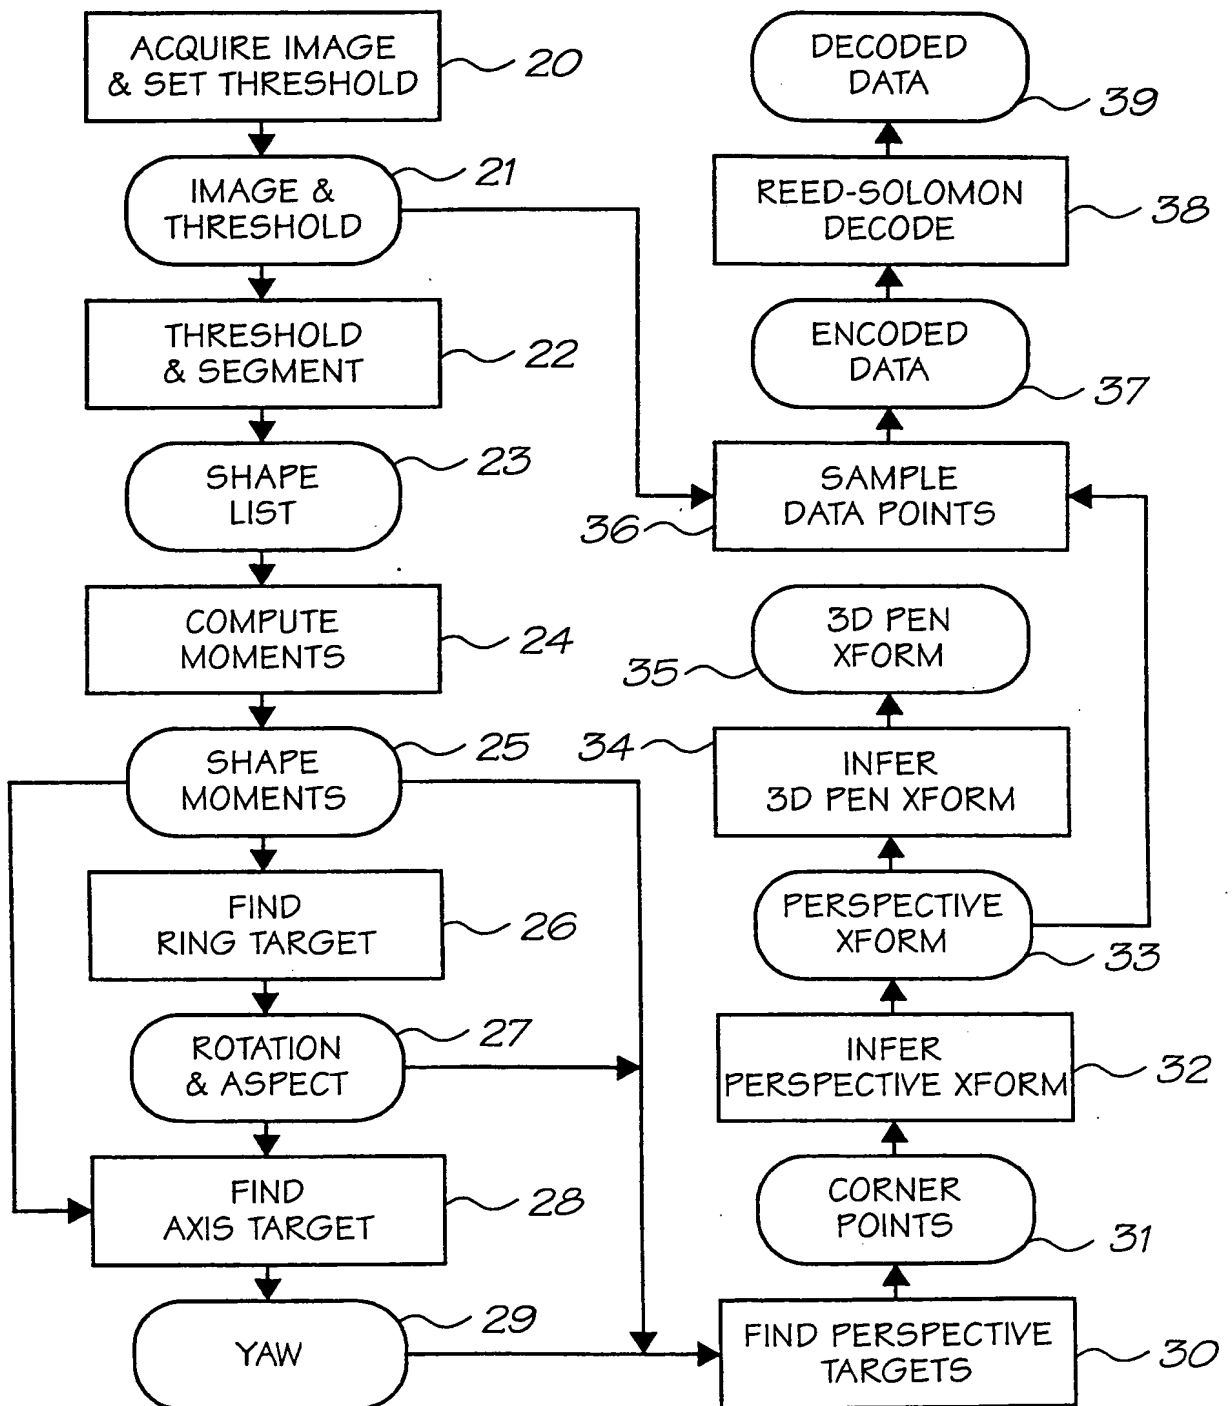 ACQUIRE IMAGE
& SET THRESHOLD
20
IMAGE &
THRESHOLD
21
THRESHOLD
& SEGMENT
22
SHAPE
LIST
23
COMPUTE
MOMENTS
24
SHAPE
MOMENTS
25
FIND
RING TARGET
26
ROTATION
& ASPECT
27
FIND
AXIS TARGET
28
YAW
29
DECODED
DATA
39
REED-SOLOMON
DECODE
38
ENCODED
DATA
37
SAMPLE
DATA POINTS
36
3D PEN
XFORM
35
INFER
3D PEN XFORM
34
PERSPECTIVE
XFORM
33
INFER
PERSPECTIVE XFORM
32
CORNER
POINTS
31
FIND PERSPECTIVE
TARGETS
30